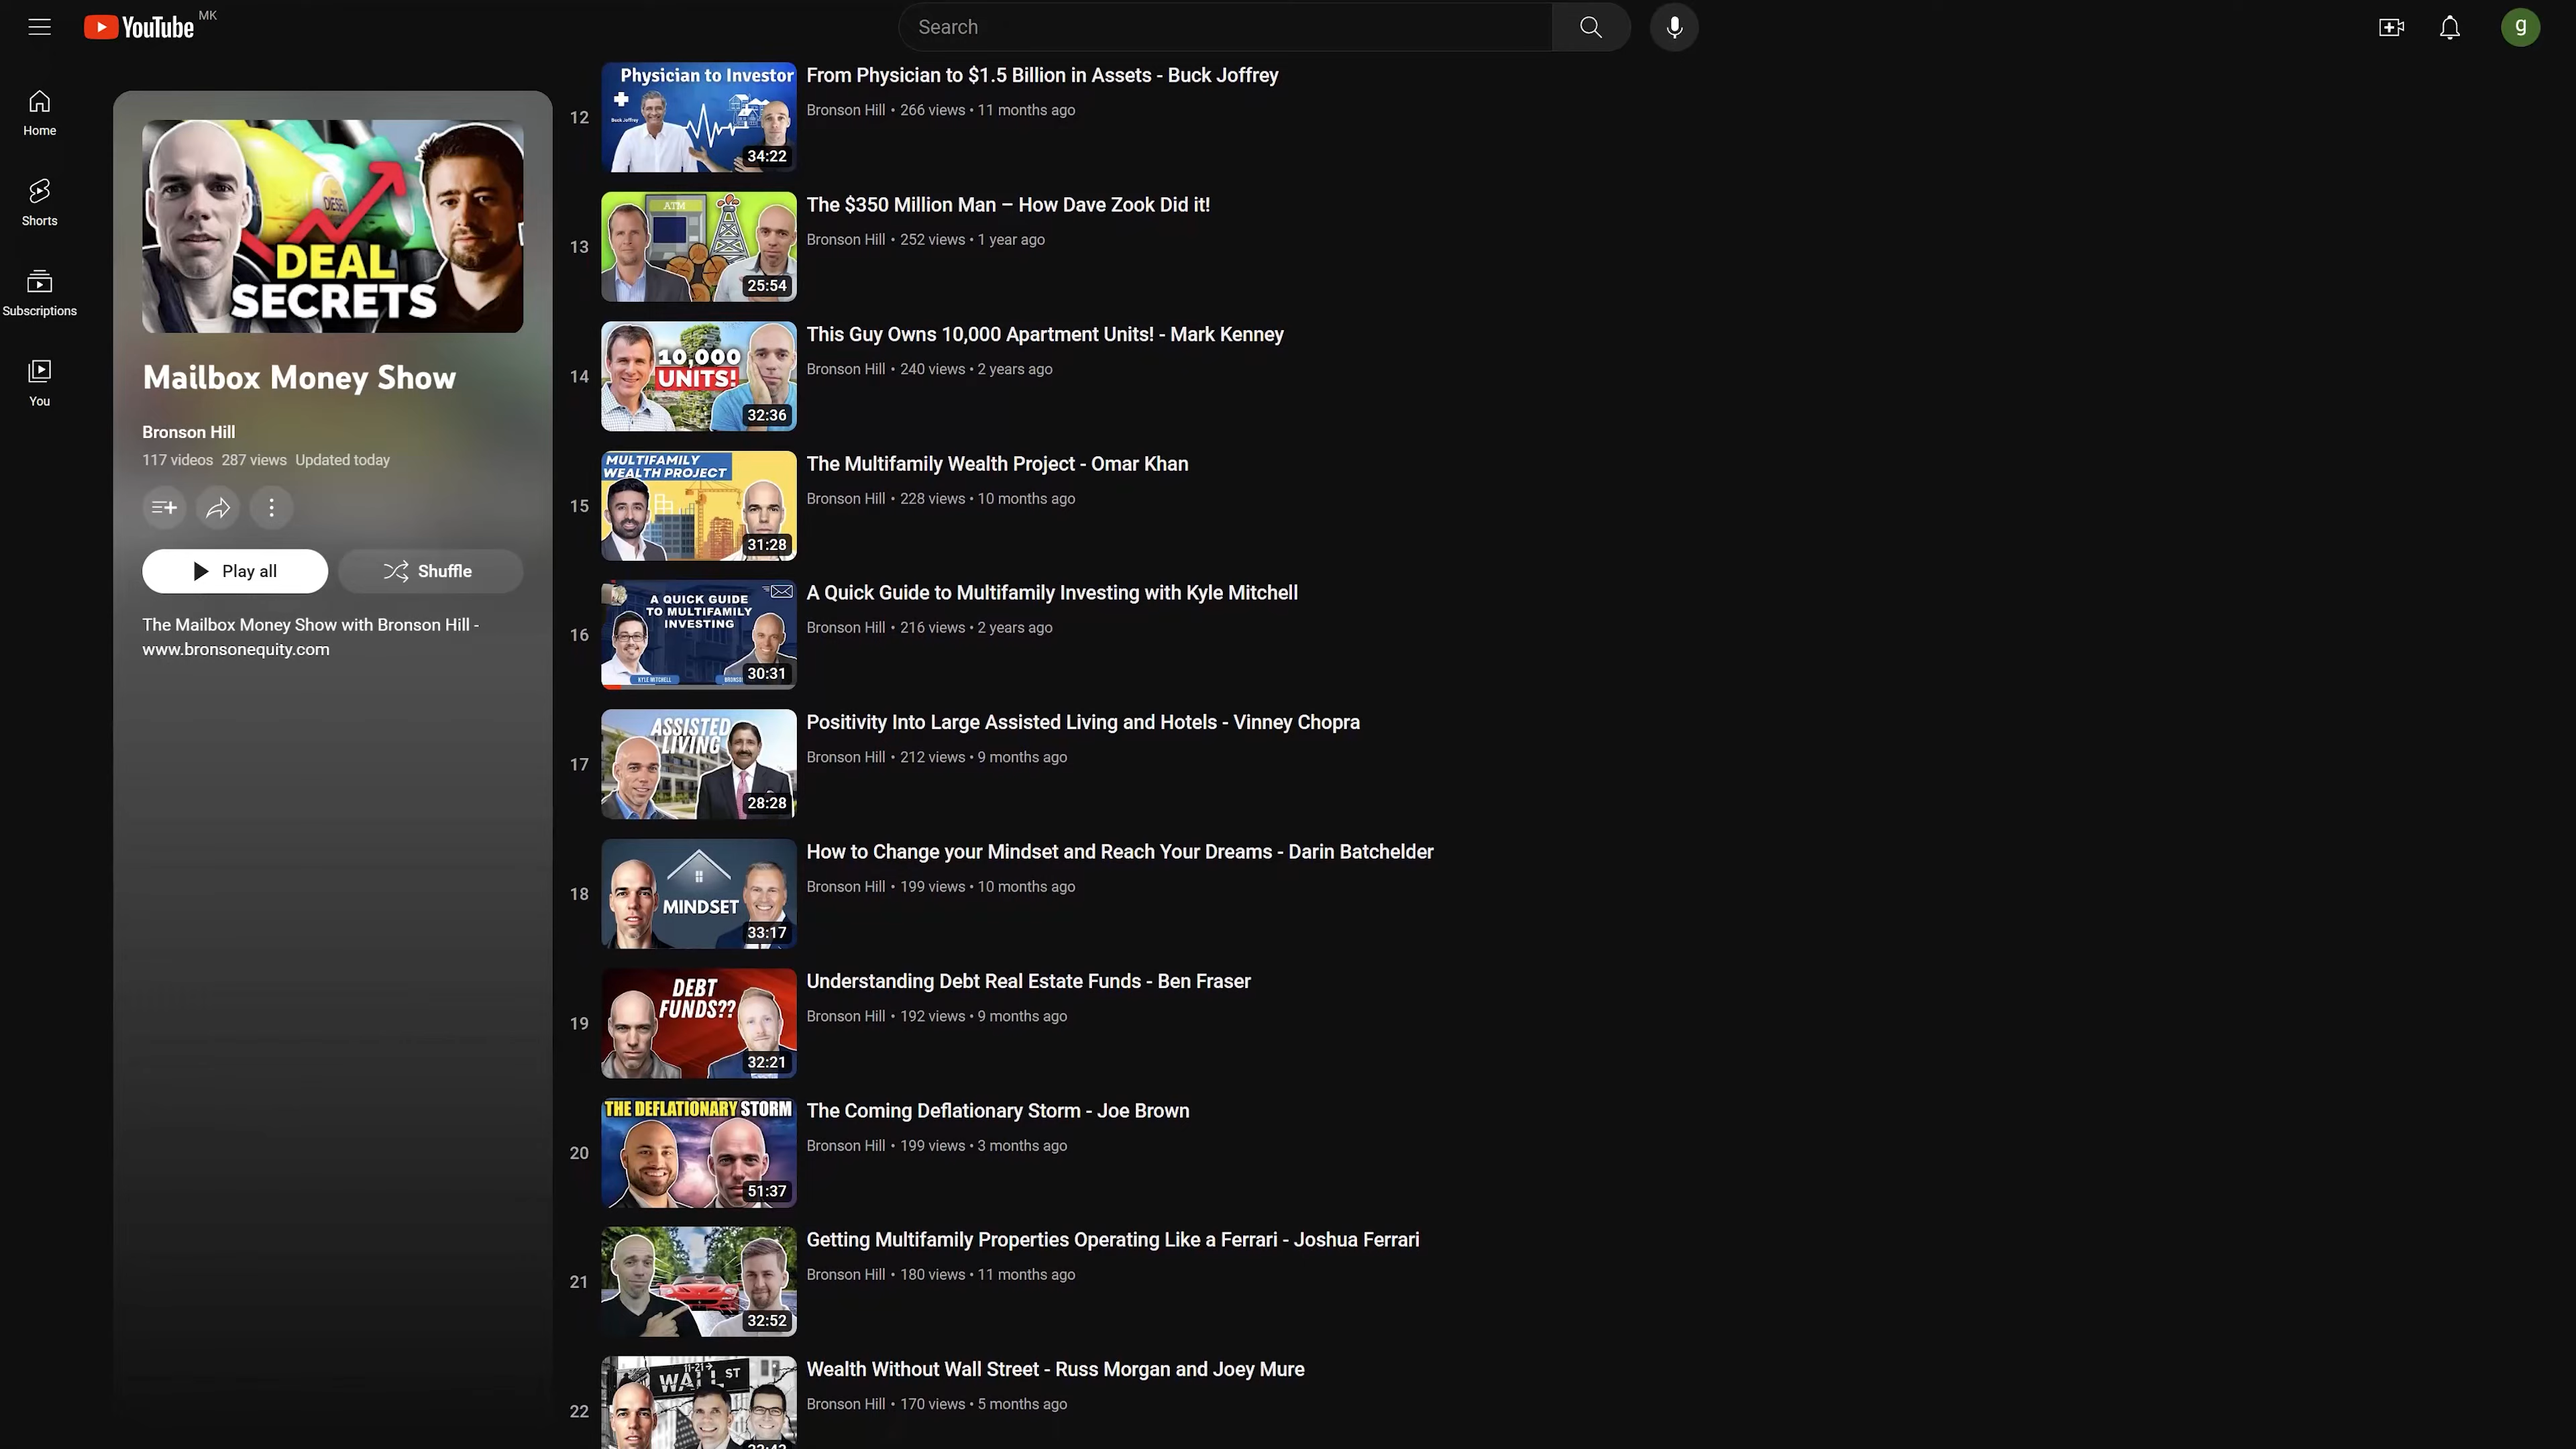 YouTube MK
Search
g
Home
Shorts
Subscriptions
You
DIESEL
DEAL
SECRETS
Mailbox Money Show
Bronson Hill
117 videos 287 views Updated today
Play all
Shuffle
The Mailbox Money Show with Bronson Hill -
www.bronsonequity.com
12
Physician to Investor
Buck Joffrey
34:22
From Physician to $1.5 Billion in Assets - Buck Joffrey
Bronson Hill • 266 views • 11 months ago
13
ATM
25:54
The $350 Million Man – How Dave Zook Did it!
Bronson Hill • 252 views • 1 year ago
14
10,000
UNITS!
32:36
This Guy Owns 10,000 Apartment Units! - Mark Kenney
Bronson Hill • 240 views • 2 years ago
15
MULTIFAMILY
WEALTH PROJECT
31:28
The Multifamily Wealth Project - Omar Khan
Bronson Hill • 228 views • 10 months ago
16
A QUICK GUIDE
TO MULTIFAMILY
INVESTING
KYLE MITCHELL
30:31
A Quick Guide to Multifamily Investing with Kyle Mitchell
Bronson Hill • 216 views • 2 years ago
17
ASSISTED
LIVING
28:28
Positivity Into Large Assisted Living and Hotels - Vinney Chopra
Bronson Hill • 212 views • 9 months ago
18
MINDSET
33:17
How to Change your Mindset and Reach Your Dreams - Darin Batchelder
Bronson Hill • 199 views • 10 months ago
19
DEBT
FUNDS??
32:21
Understanding Debt Real Estate Funds - Ben Fraser
Bronson Hill • 192 views • 9 months ago
20
THE DEFLATIONARY STORM
51:37
The Coming Deflationary Storm - Joe Brown
Bronson Hill • 199 views • 3 months ago
21
32:52
Getting Multifamily Properties Operating Like a Ferrari - Joshua Ferrari
Bronson Hill • 180 views • 11 months ago
22
11-21
WALL ST
Wealth Without Wall Street - Russ Morgan and Joey Mure
Bronson Hill • 170 views • 5 months ago